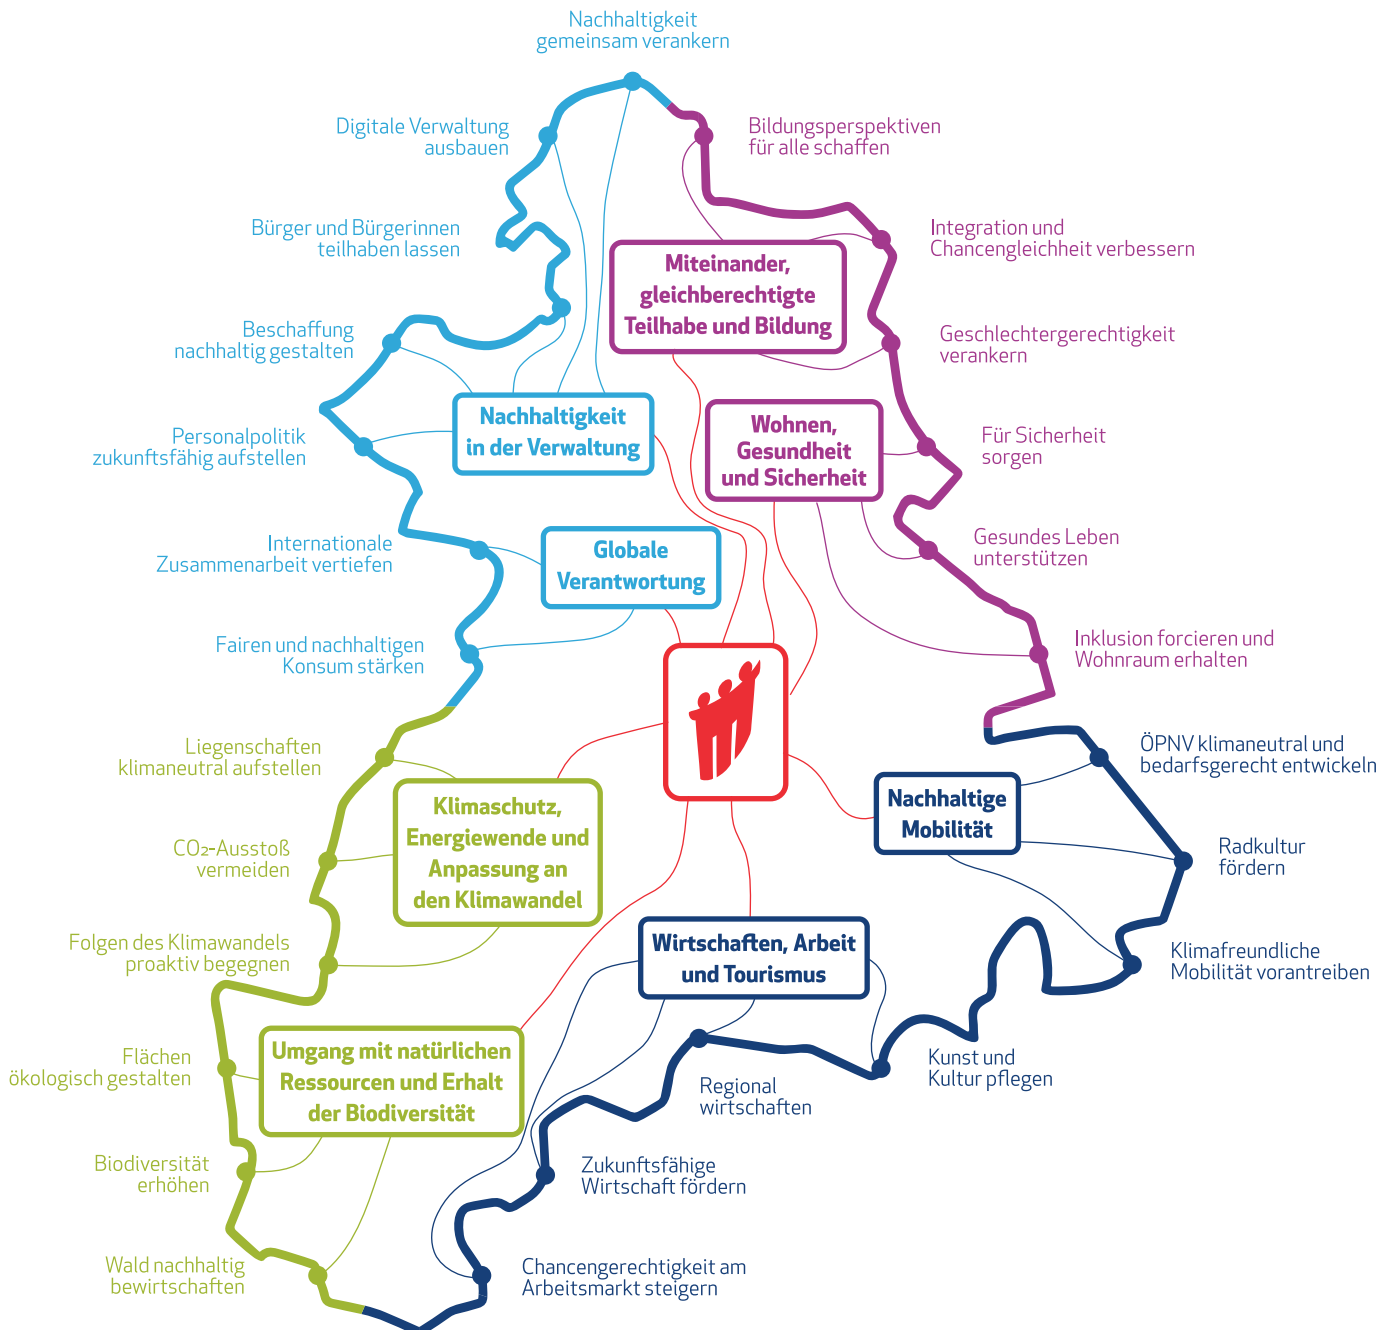 Nachhaltigkeit
gemeinsam verankern
Digitale Verwaltung
ausbauen
Bürger und Bürgerinnen
teilhaben lassen
Beschaffung
nachhaltig gestalten
Personalpolitik
zukunftsfähig aufstellen
Nachhaltigkeit
in der Verwaltung
Internationale
Zusammenarbeit vertiefen
Fairen und nachhaltigen
Konsum stärken
Globale
Verantwortung
Bildungsperspektiven
für alle schaffen
Integration und
Chancengleichheit verbessern
Geschlechtergerechtigkeit
verankern
Miteinander,
gleichberechtigte
Teilhabe und Bildung
Für Sicherheit
sorgen
Gesundes Leben
unterstützen
Inklusion forcieren und
Wohnraum erhalten
Wohnen,
Gesundheit
und Sicherheit
Liegenschaften
klimaneutral aufstellen
CO₂-Ausstoß
vermeiden
Folgen des Klimawandels
proaktiv begegnen
Klimaschutz,
Energiewende und
Anpassung an
den Klimawandel
Flächen
ökologisch gestalten
Biodiversität
erhöhen
Wald nachhaltig
bewirtschaften
Umgang mit natürlichen
Ressourcen und Erhalt
der Biodiversität
ÖPNV klimaneutral und
bedarfsgerecht entwickeln
Radkultur
fördern
Klimafreundliche
Mobilität vorantreiben
Nachhaltige
Mobilität
Wirtschaften, Arbeit
und Tourismus
Kunst und
Kultur pflegen
Regional
wirtschaften
Zukunftsfähige
Wirtschaft fördern
Chancengerechtigkeit am
Arbeitsmarkt steigern